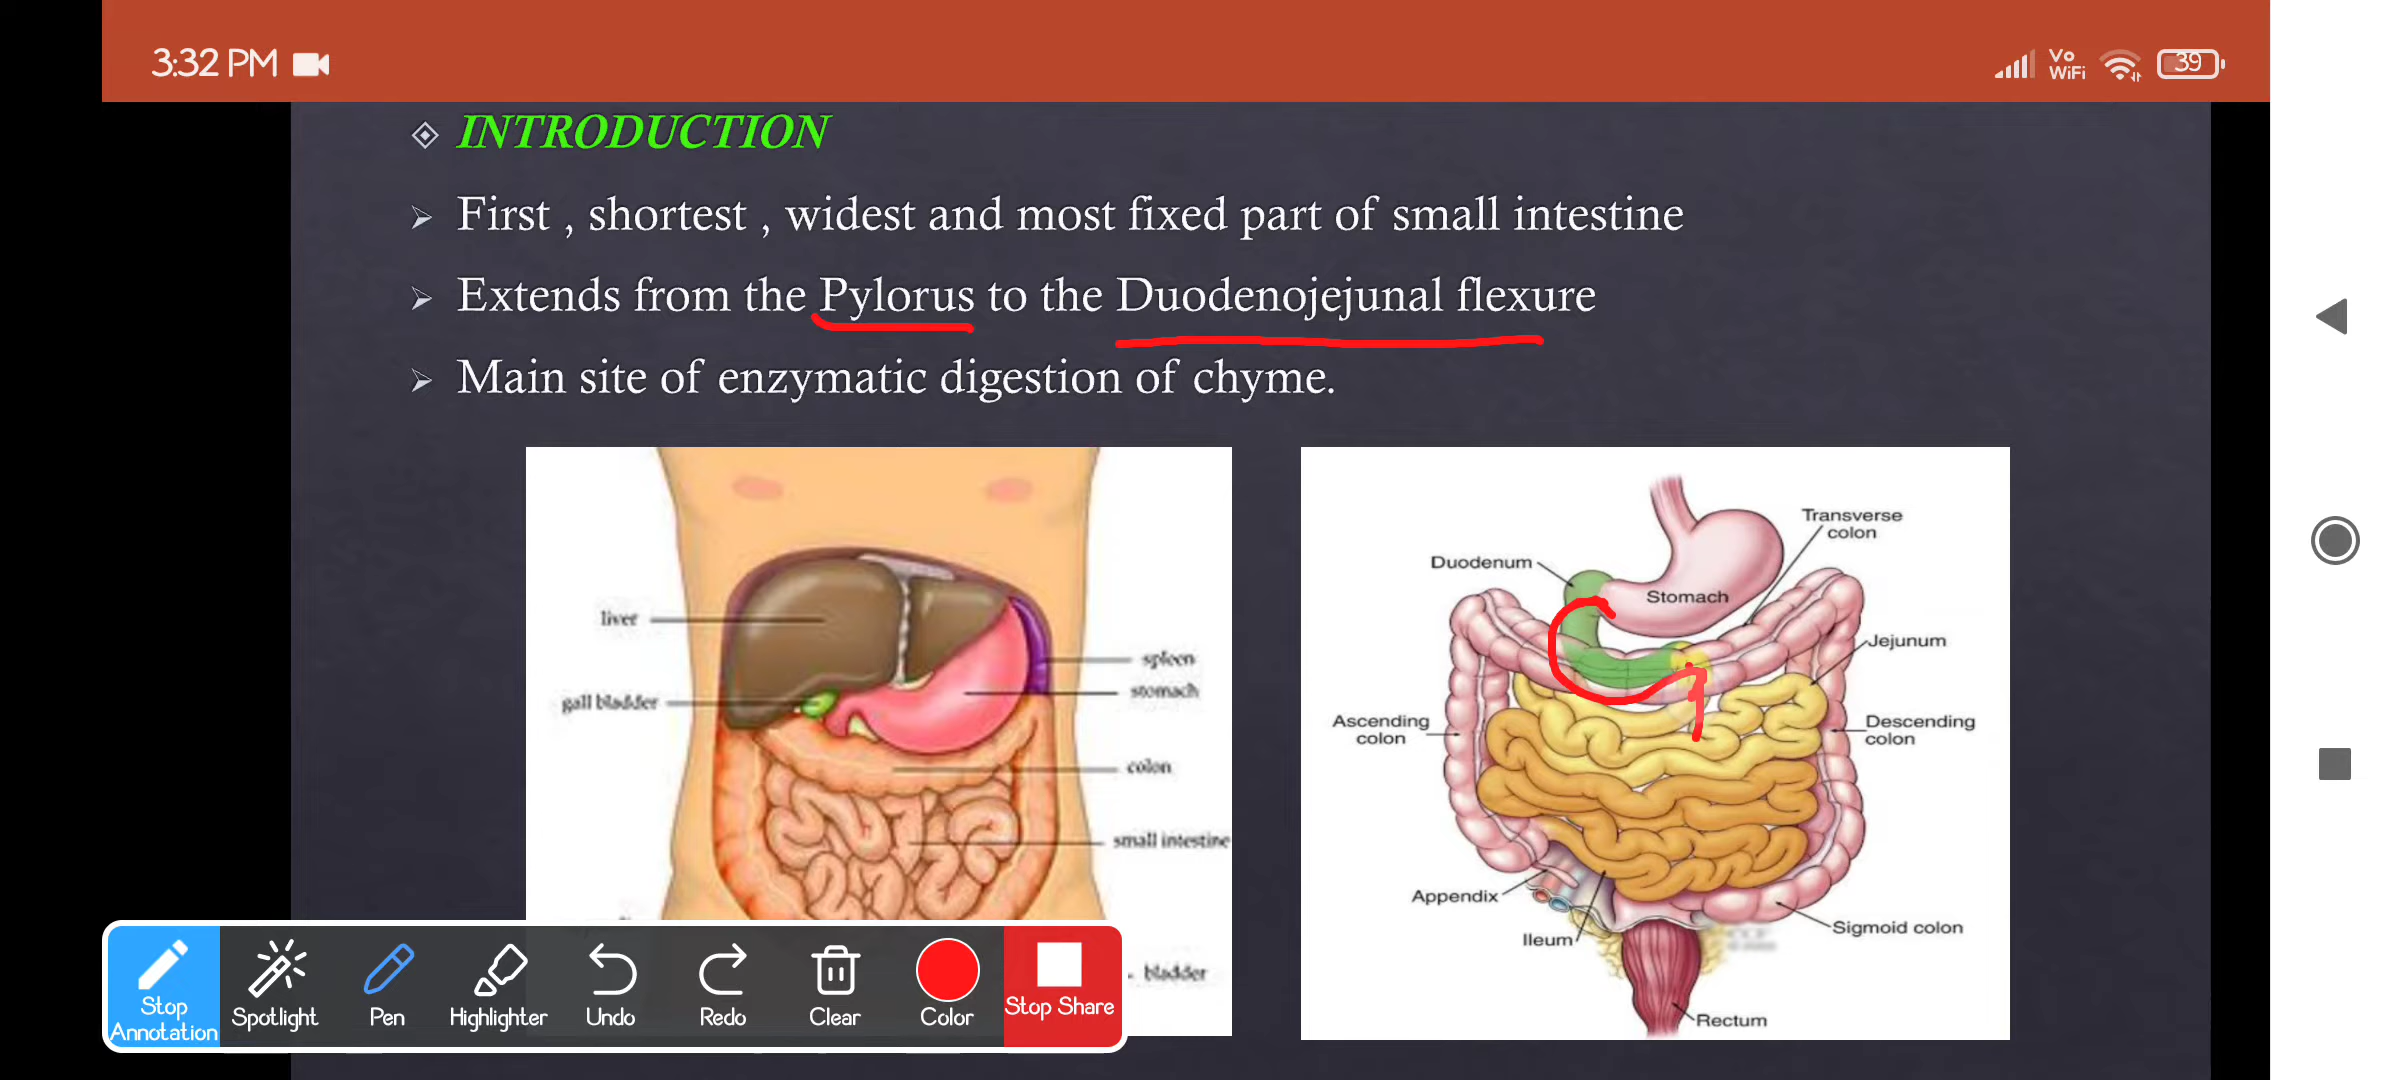 3:32 PM
Vo
WiFi
39
INTRODUCTION
First , shortest , widest and most fixed part of small intestine
Extends from the Pylorus to the Duodenojejunal flexure
Main site of enzymatic digestion of chyme.
liver
gall bladder
spleen
stomach
colon
small intestine
bladder
Transverse
colon
Duodenum
Stomach
Jejunum
Ascending
colon
Descending
colon
Appendix
Ileum
Sigmoid colon
Rectum
Stop
Annotation
Spotlight
Pen
Highlighter
Undo
Redo
Clear
Color
Stop Share